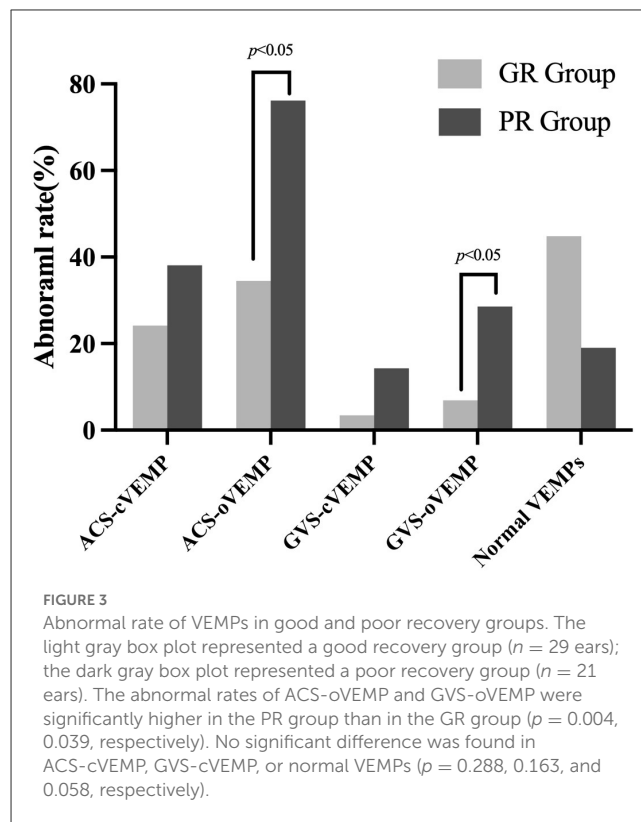 p<0.05
GR Group
PR Group
80
60
40
20
0
Abnoraml rate(%)
p<0.05
ACS-cVEMP
ACS-oVEMP
GVS-cVEMP
GVS-oVEMP
Normal VEMPs
FIGURE 3
Abnormal rate of VEMPs in good and poor recovery groups. The
light gray box plot represented a good recovery group (n = 29 ears);
the dark gray box plot represented a poor recovery group (n = 21
ears). The abnormal rates of ACS-oVEMP and GVS-oVEMP were
significantly higher in the PR group than in the GR group (p = 0.004,
0.039, respectively). No significant difference was found in
ACS-cVEMP, GVS-cVEMP, or normal VEMPs (p = 0.288, 0.163, and
0.058, respectively).